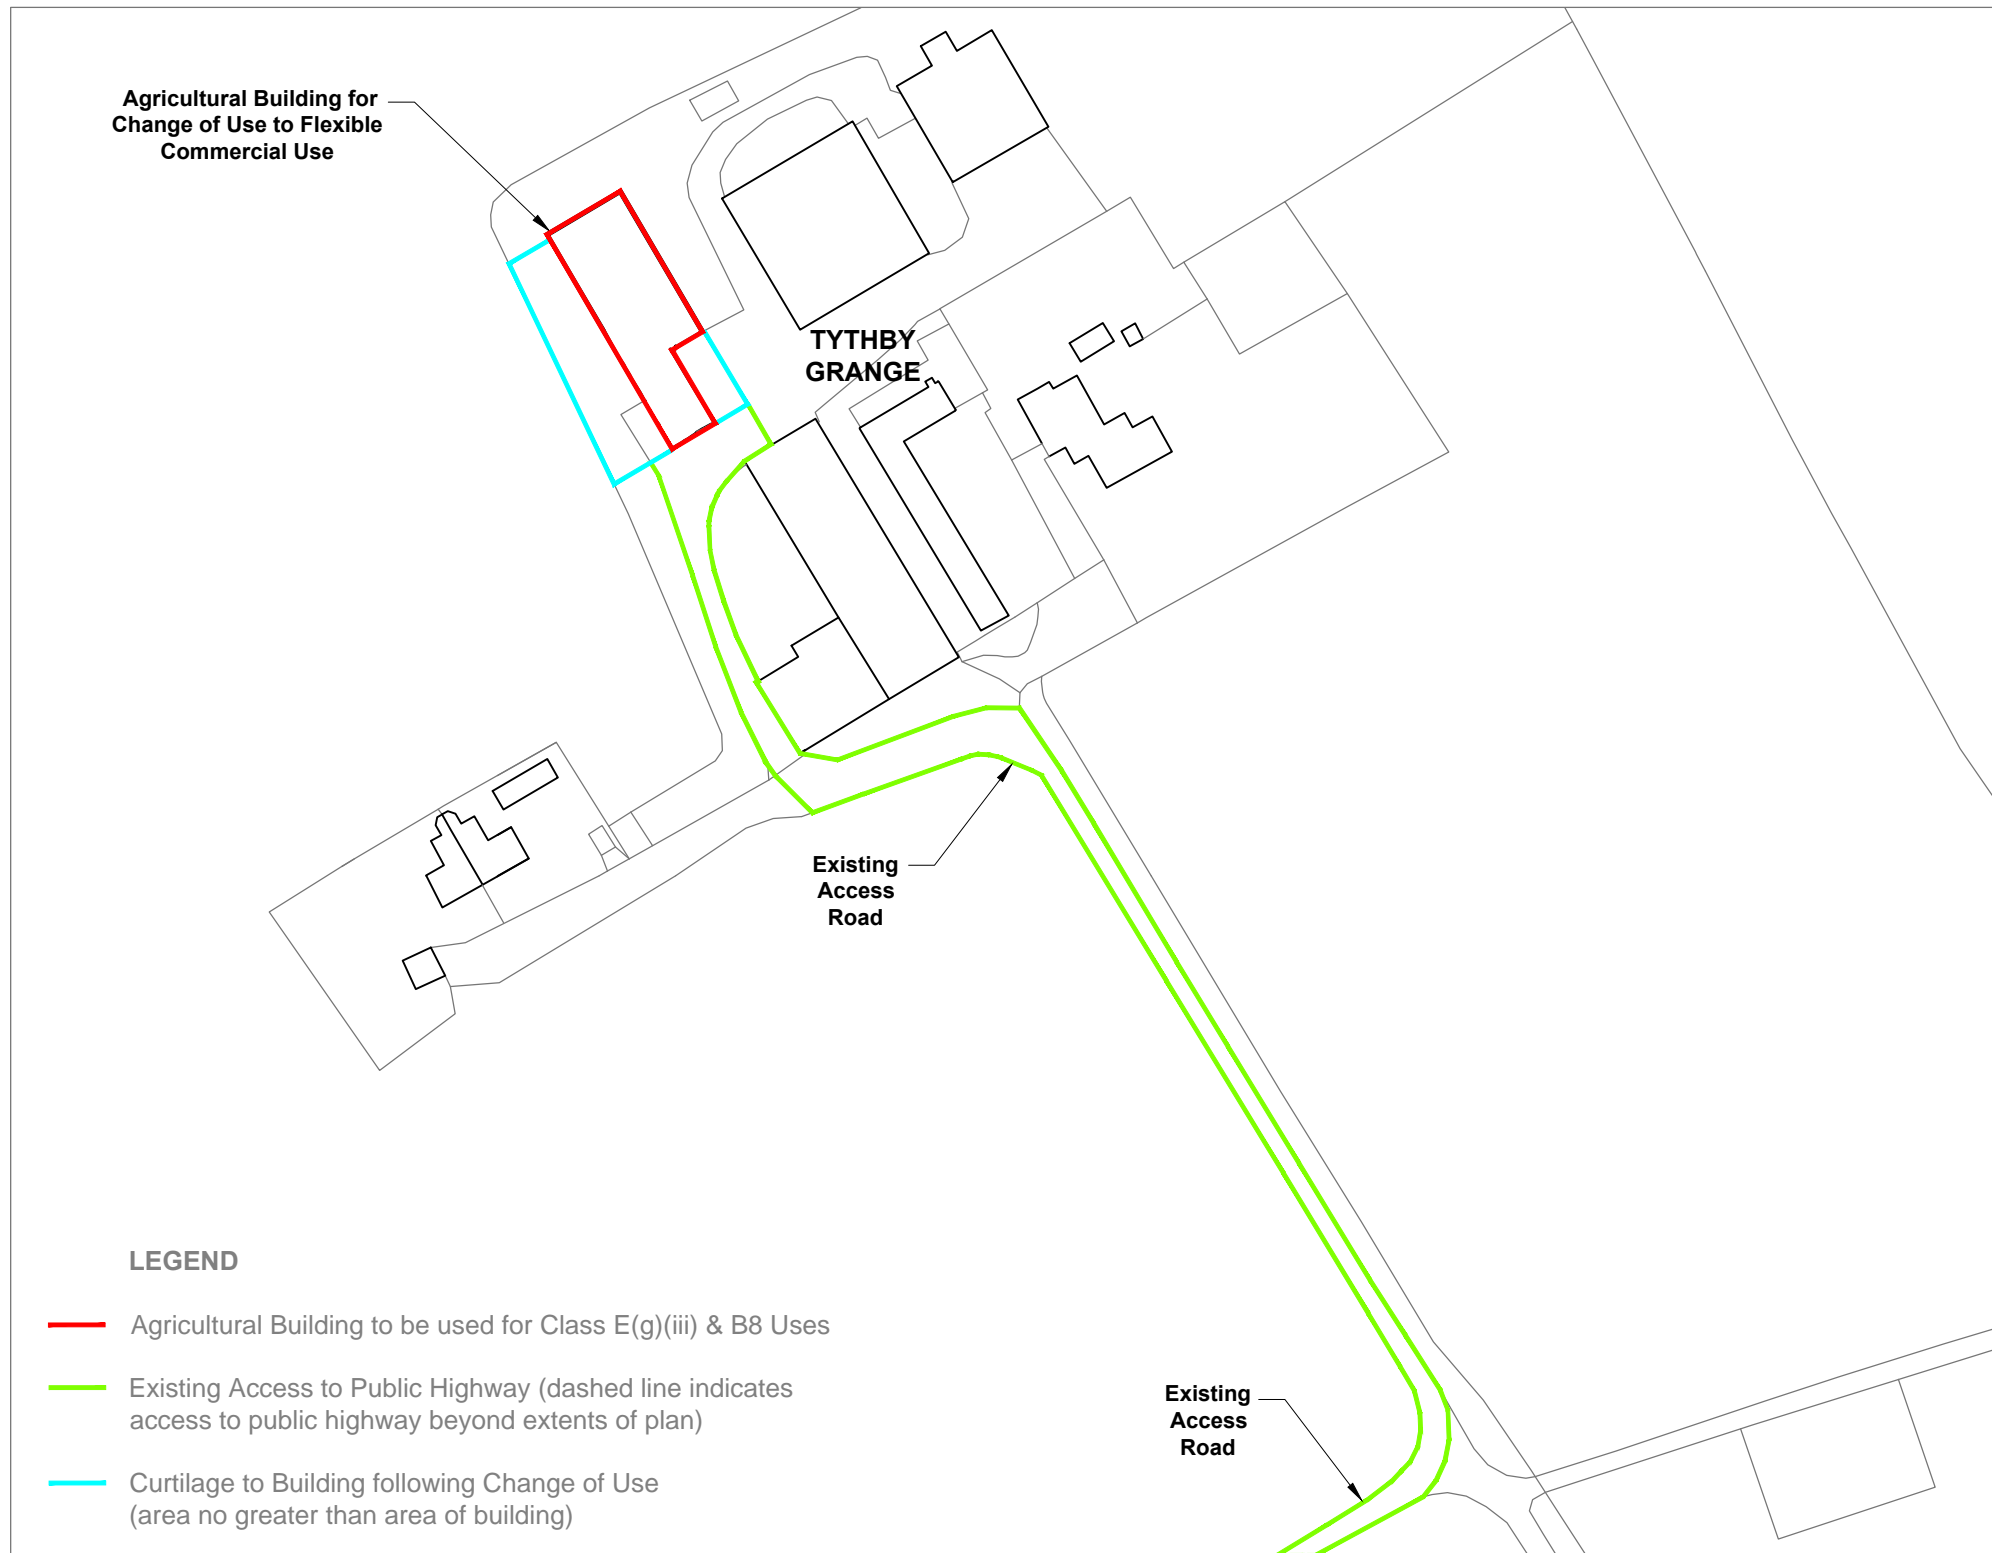 Agricultural Building for
Change of Use to Flexible
Commercial Use
TYTHBY
GRANGE
Existing
Access
Road
Existing
Access
Road
LEGEND
Agricultural Building to be used for Class E(g)(iii) & B8 Uses
Existing Access to Public Highway (dashed line indicates
access to public highway beyond extents of plan)
Curtilage to Building following Change of Use
(area no greater than area of building)